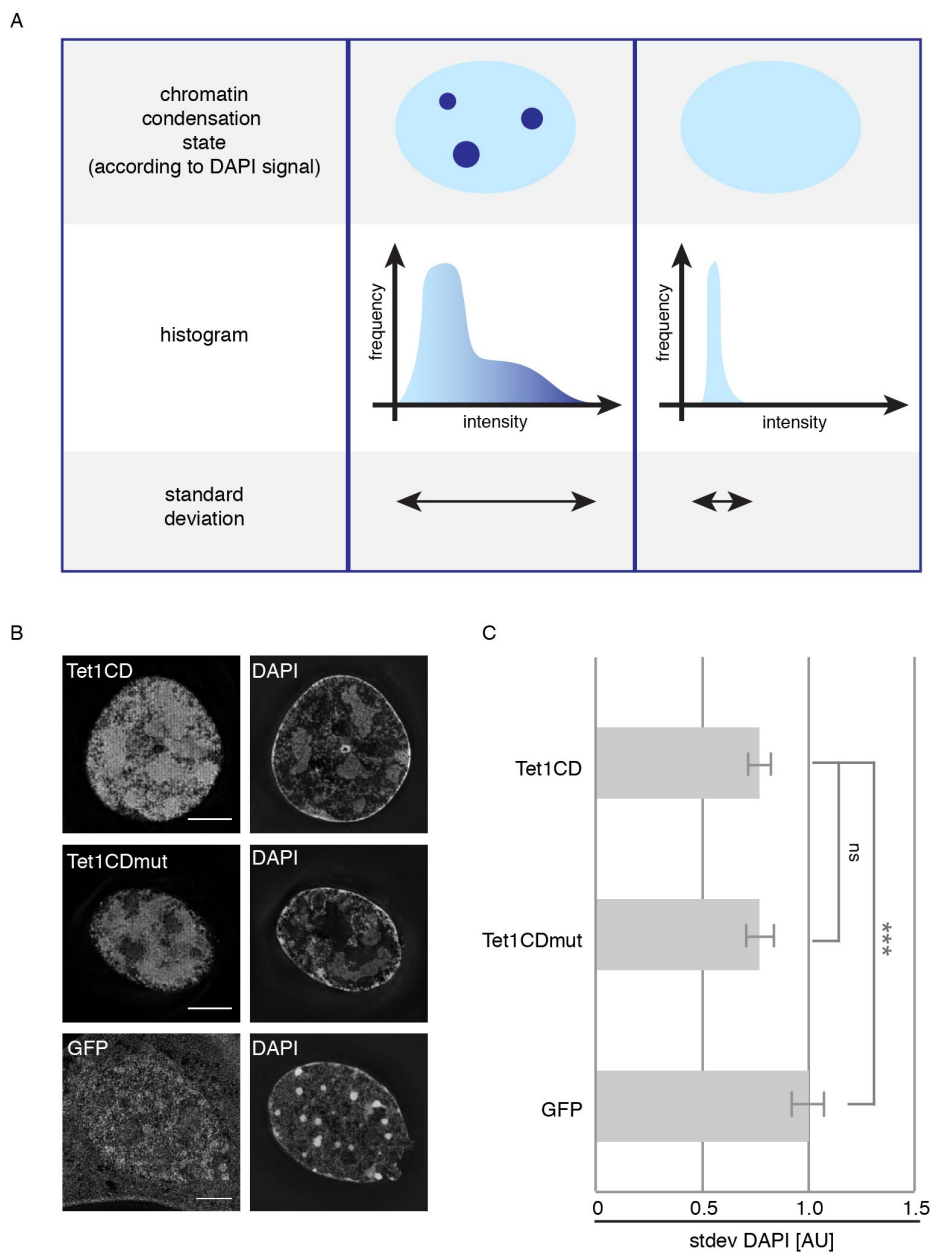 A
chromatin
condensation
state
(according to DAPI signal)
histogram
frequency
intensity
frequency
intensity
standard
deviation
B
Tet1CD
DAPI
Tet1CDmut
DAPI
GFP
DAPI
C
Tet1CD
Tet1CDmut
GFP
ns
***
0
0.5
1.0
1.5
stdev DAPI [AU]